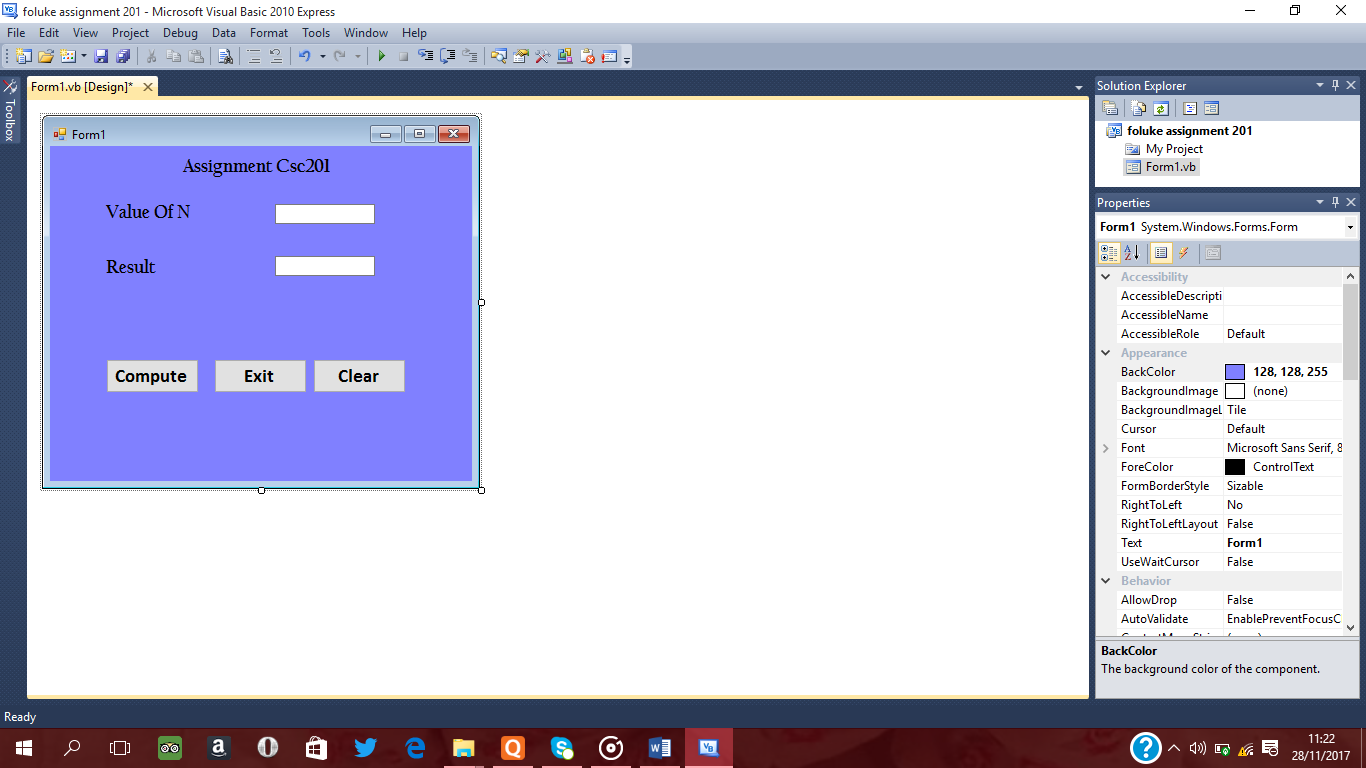 foluke assignment 201 - Microsoft Visual Basic 2010 Express
File Edit View Project Debug Data Format Tools Window Help
Toolbox
Form1.vb [Design]*
Form1
Assignment Csc201
Value Of N
Result
Compute Exit Clear
Solution Explorer
foluke assignment 201
My Project
Form1.vb
Properties
Form1 System.Windows.Forms.Form
Accessibility
AccessibleDescripti
AccessibleName
AccessibleRole Default
Appearance
BackColor 128, 128, 255
BackgroundImage (none)
BackgroundImageL Tile
Cursor Default
Font Microsoft Sans Serif, 8
ForeColor ControlText
FormBorderStyle Sizable
RightToLeft No
RightToLeftLayout False
Text Form1
UseWaitCursor False
Behavior
AllowDrop False
AutoValidate EnablePreventFocusC
BackColor
The background color of the component.
Ready
11:22
28/11/2017